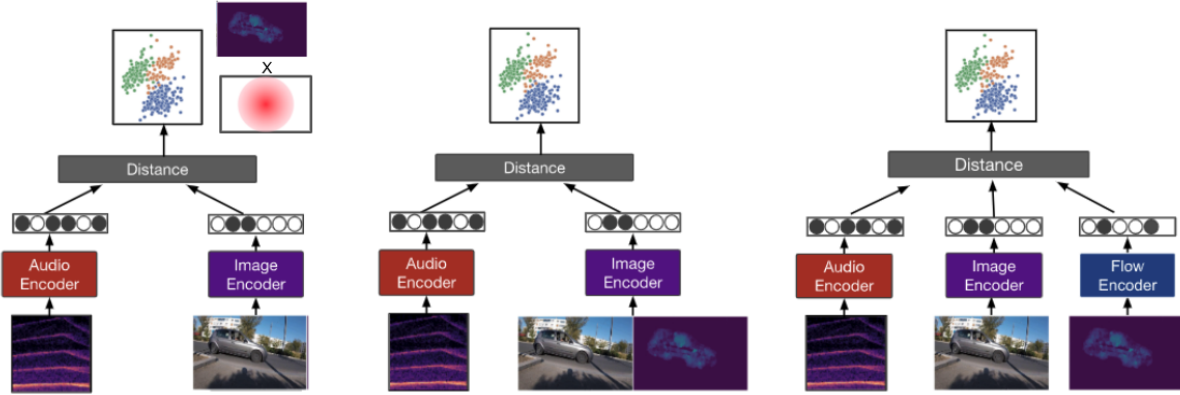 X
Distance
Audio
Encoder
Image
Encoder
Distance
Audio
Encoder
Image
Encoder
Distance
Audio
Encoder
Image
Encoder
Flow
Encoder